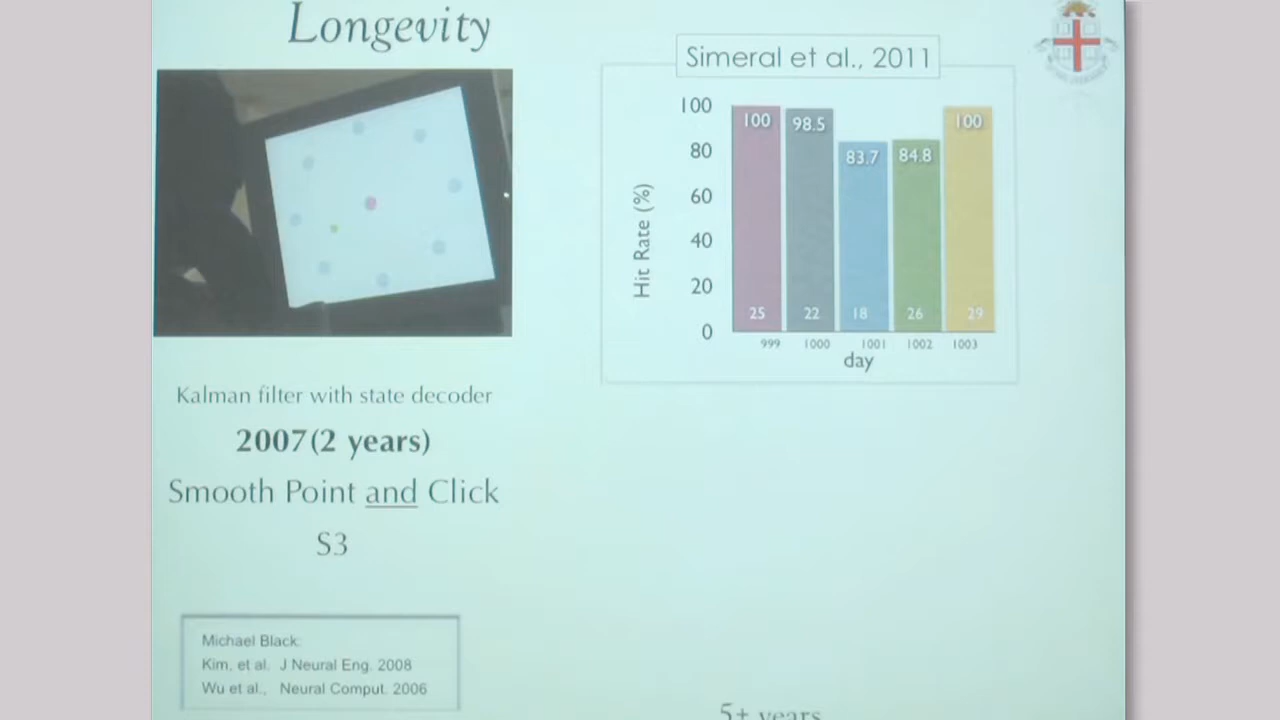 Longevity
Simeral et al., 2011
100
80
60
40
20
0
Hit Rate (%)
100
98.5
83.7
84.8
100
25
22
18
26
29
999
1000
1001
1002
1003
day
Kalman filter with state decoder
2007(2 years)
Smooth Point and Click
S3
Michael Black:
Kim, et al. J Neural Eng. 2008
Wu et al., Neural Comput. 2006
5+ years